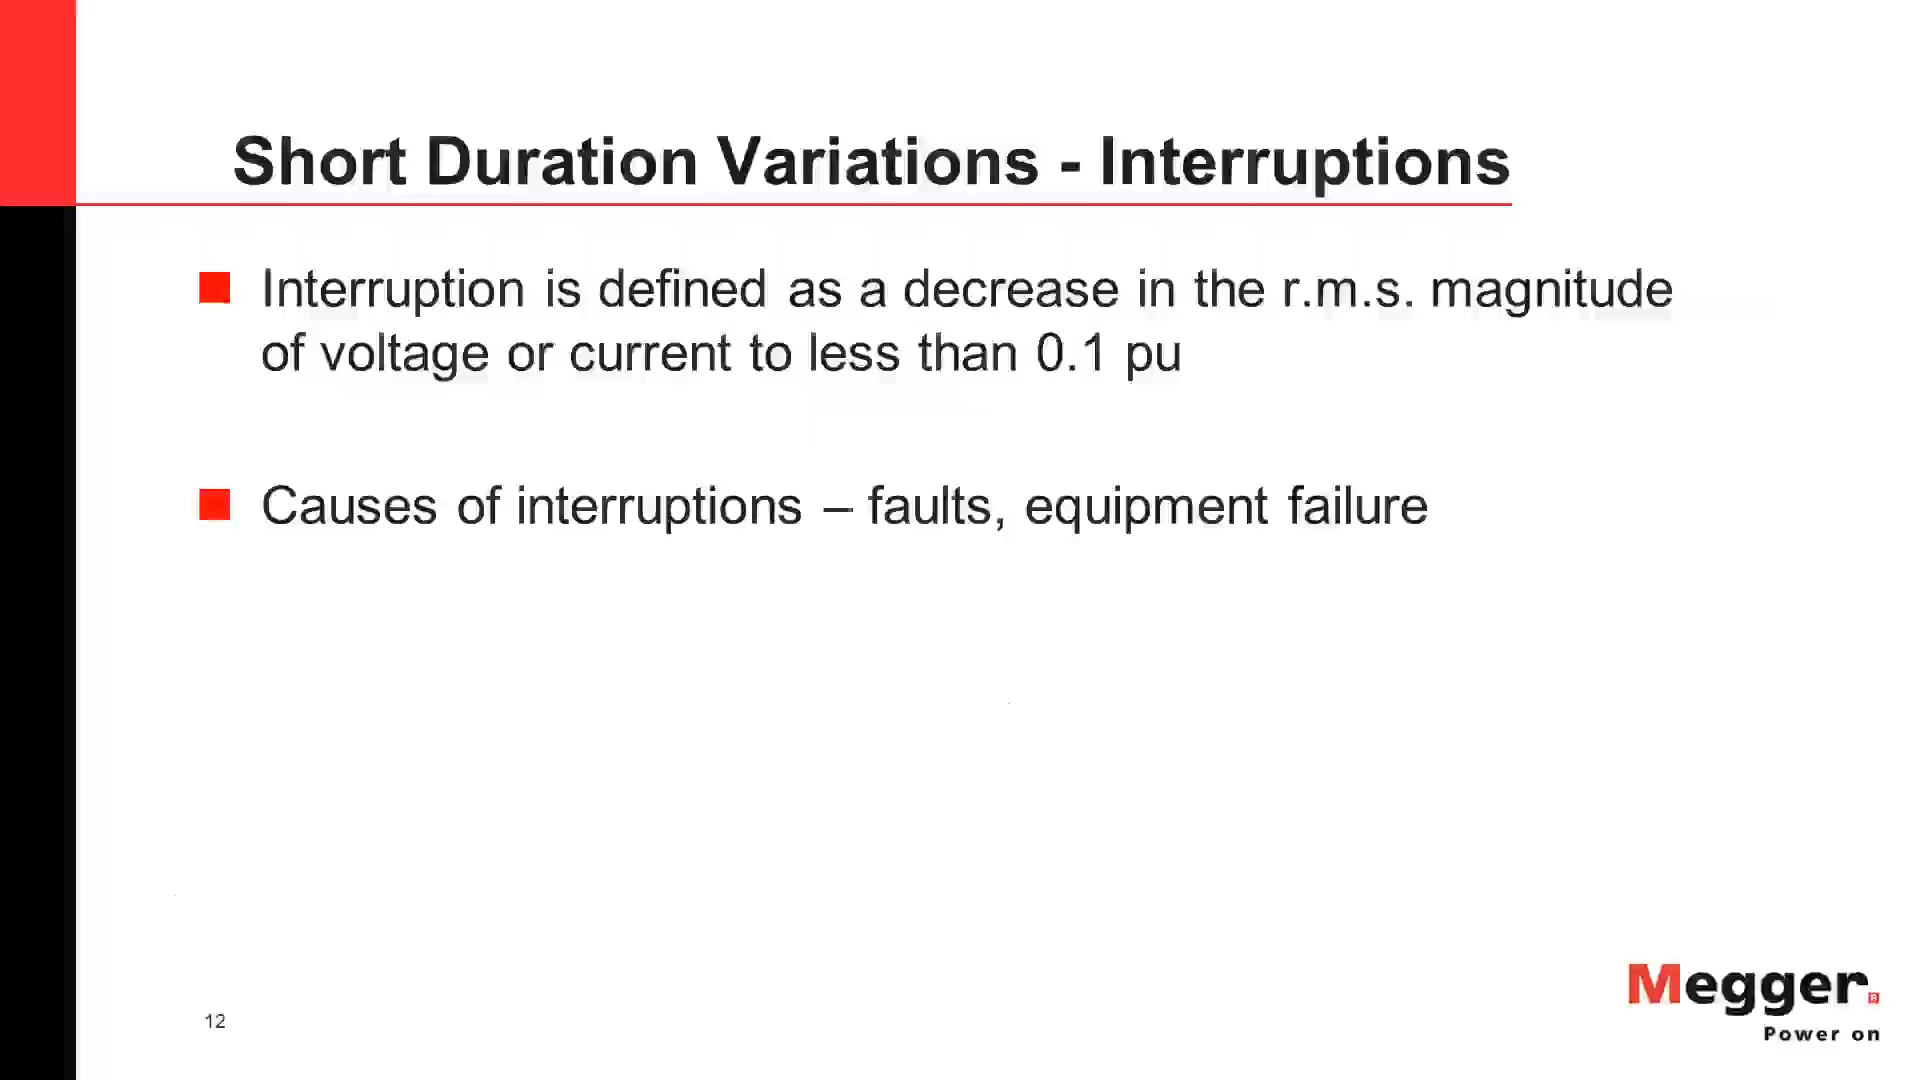 Short Duration Variations - Interruptions
Interruption is defined as a decrease in the r.m.s. magnitude
of voltage or current to less than 0.1 pu
Causes of interruptions – faults, equipment failure
12
Megger®
Power on